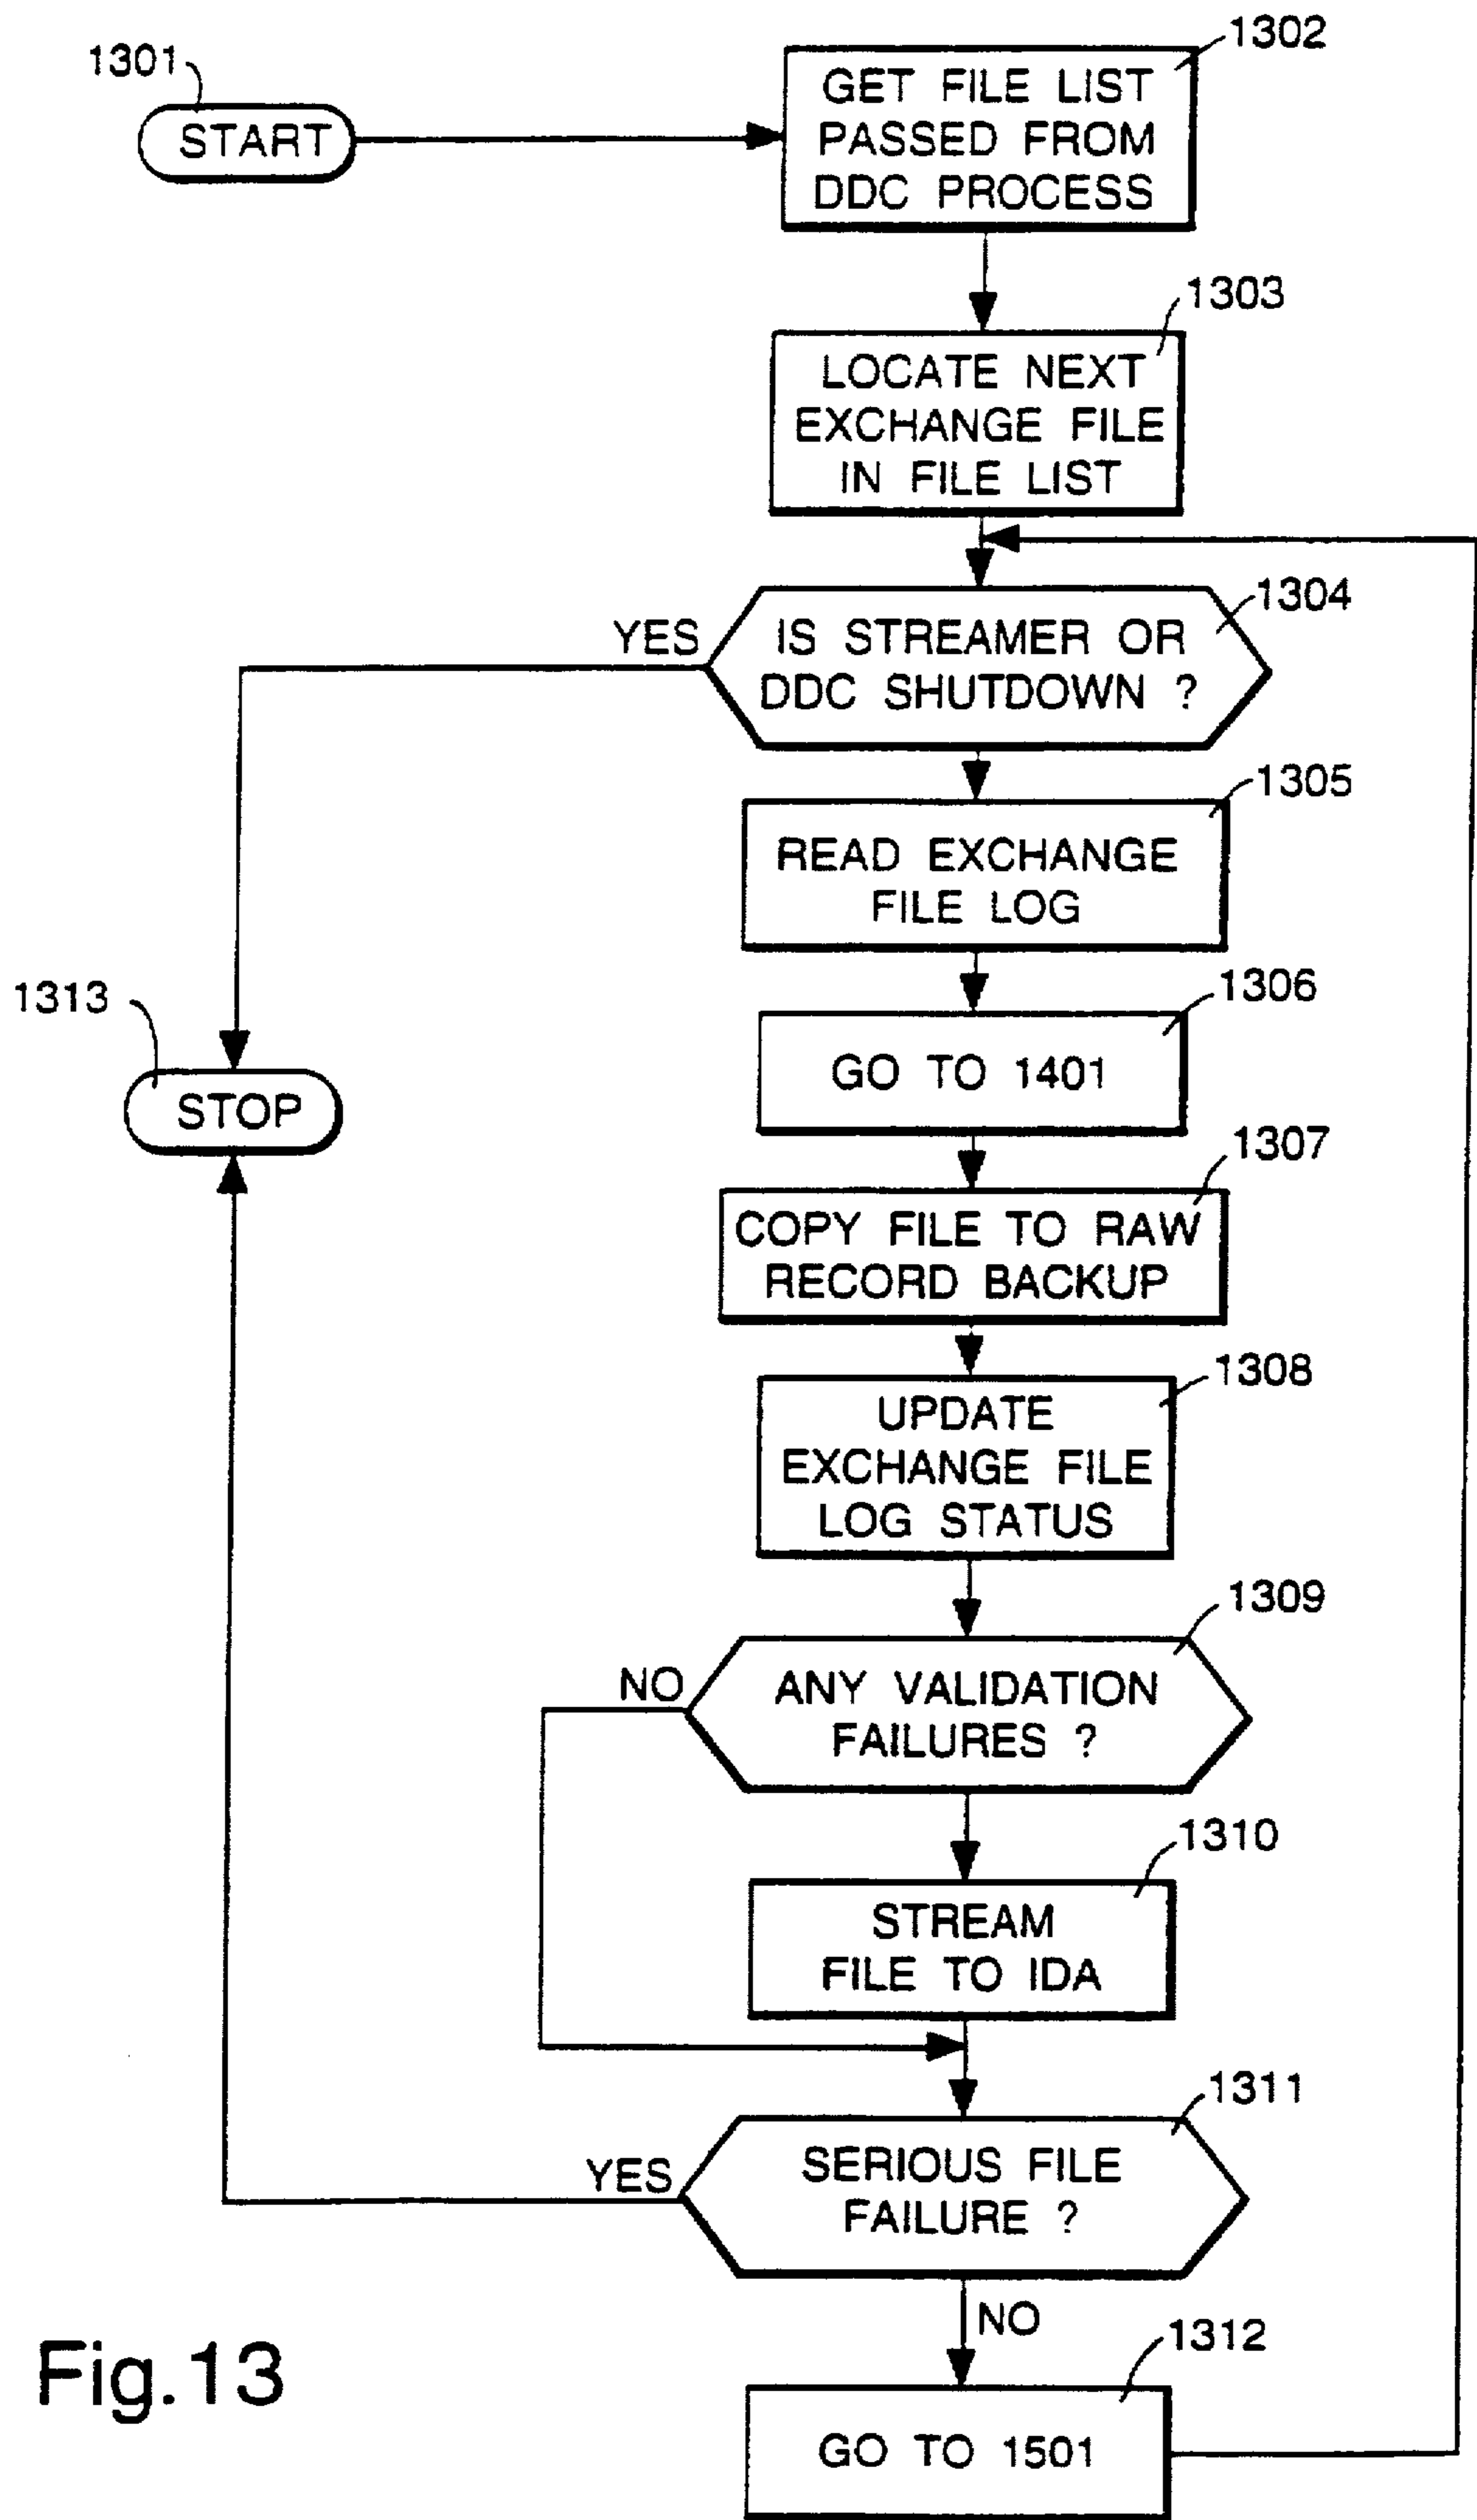 1301
START
1302
GET FILE LIST
PASSED FROM
DDC PROCESS
1303
LOCATE NEXT
EXCHANGE FILE
IN FILE LIST
1304
YES
IS STREAMER OR
DDC SHUTDOWN ?
1305
READ EXCHANGE
FILE LOG
1306
GO TO 1401
1313
STOP
1307
COPY FILE TO RAW
RECORD BACKUP
1308
UPDATE
EXCHANGE FILE
LOG STATUS
1309
NO
ANY VALIDATION
FAILURES ?
1310
STREAM
FILE TO IDA
1311
YES
SERIOUS FILE
FAILURE ?
NO
1312
GO TO 1501
Fig.13